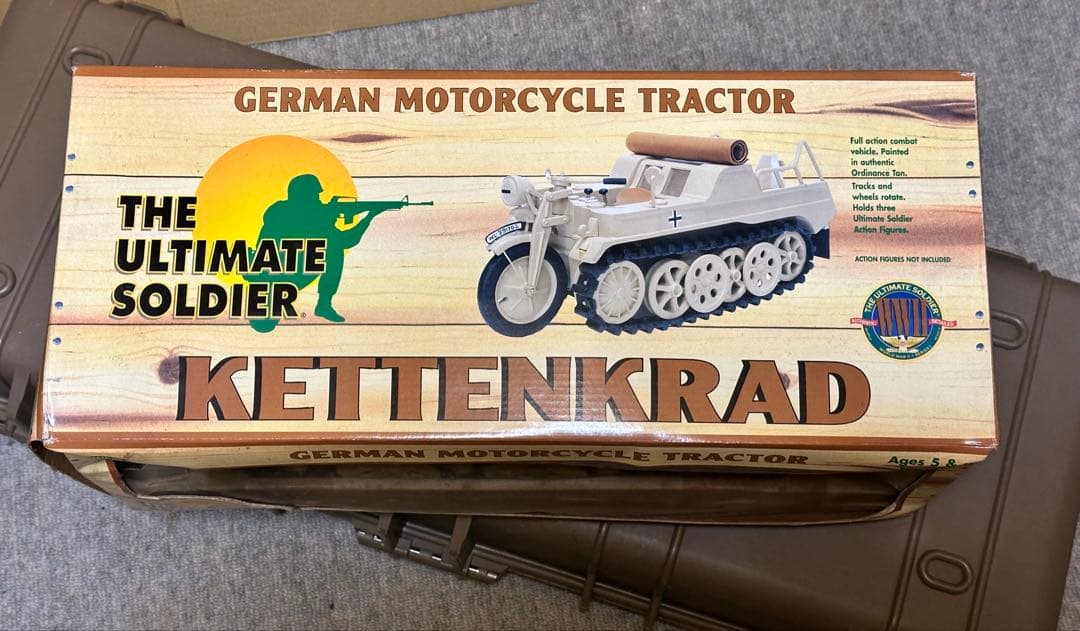 GERMAN MOTORCYCLE TRACTOR
THE
ULTIMATE
SOLDIER
Full action combat
vehicle. Painted
in authentic
Ordinance Tan.
Tracks and
wheels rotate.
Holds three
Ultimate Soldier
Action Figures.
ACTION FIGURES NOT INCLUDED
THE ULTIMATE SOLDIER
WWII
KETTENKRAD
GERMAN MOTORCYCLE TRACTOR
Ages 5 &